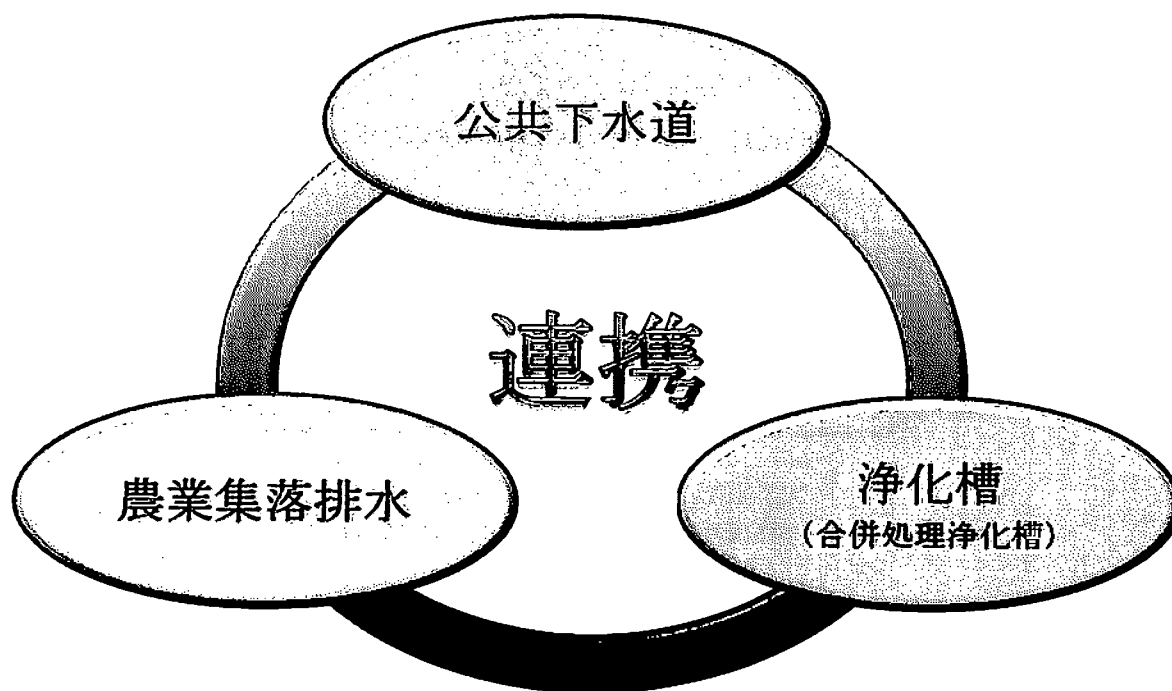 公共下水道
連携
農業集落排水
浄化槽
(合併処理浄化槽)